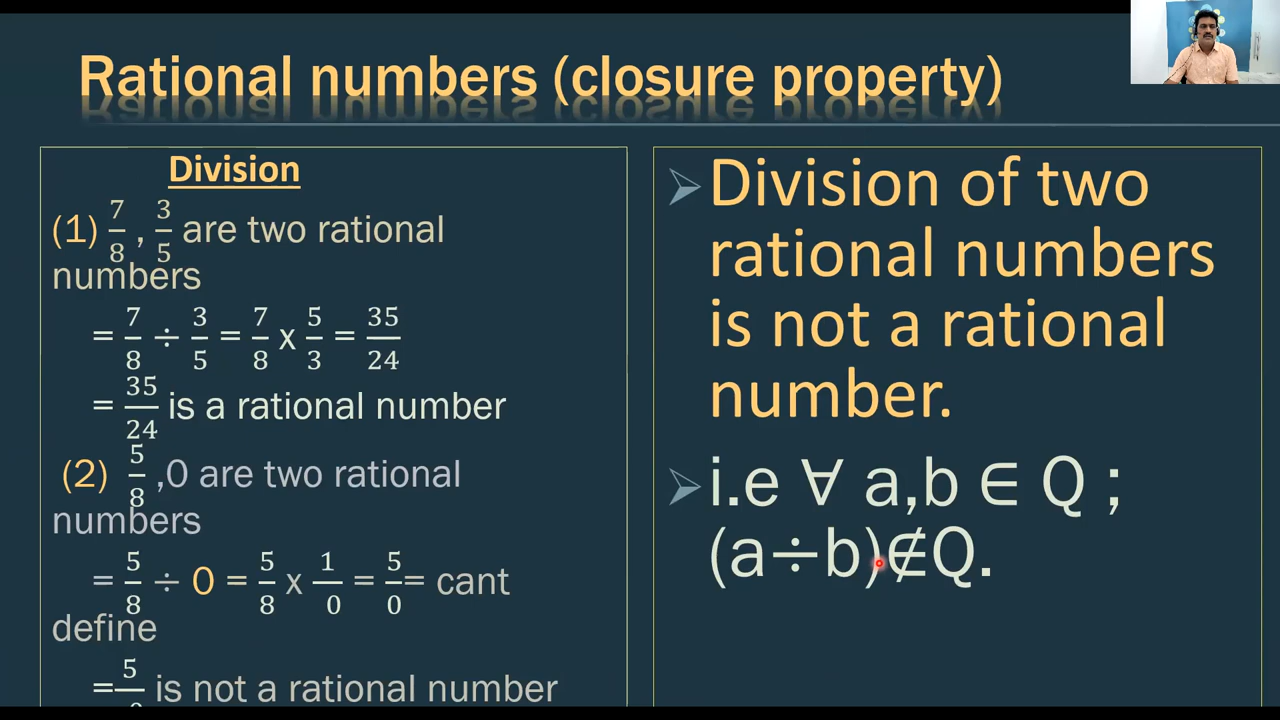 Rational numbers (closure property)
Division
(1) 7/8 , 3/5 are two rational
numbers
= 7/8 ÷ 3/5 = 7/8 x 5/3 = 35/24
= 35/24 is a rational number
(2) 5/8 ,0 are two rational
numbers
= 5/8 ÷ 0 = 5/8 x 1/0 = 5/0 = cant
define
= 5/0 is not a rational number
➢ Division of two
rational numbers
is not a rational
number.
➢ i.e ∀ a,b ∈ Q ;
(a÷b)∉Q.